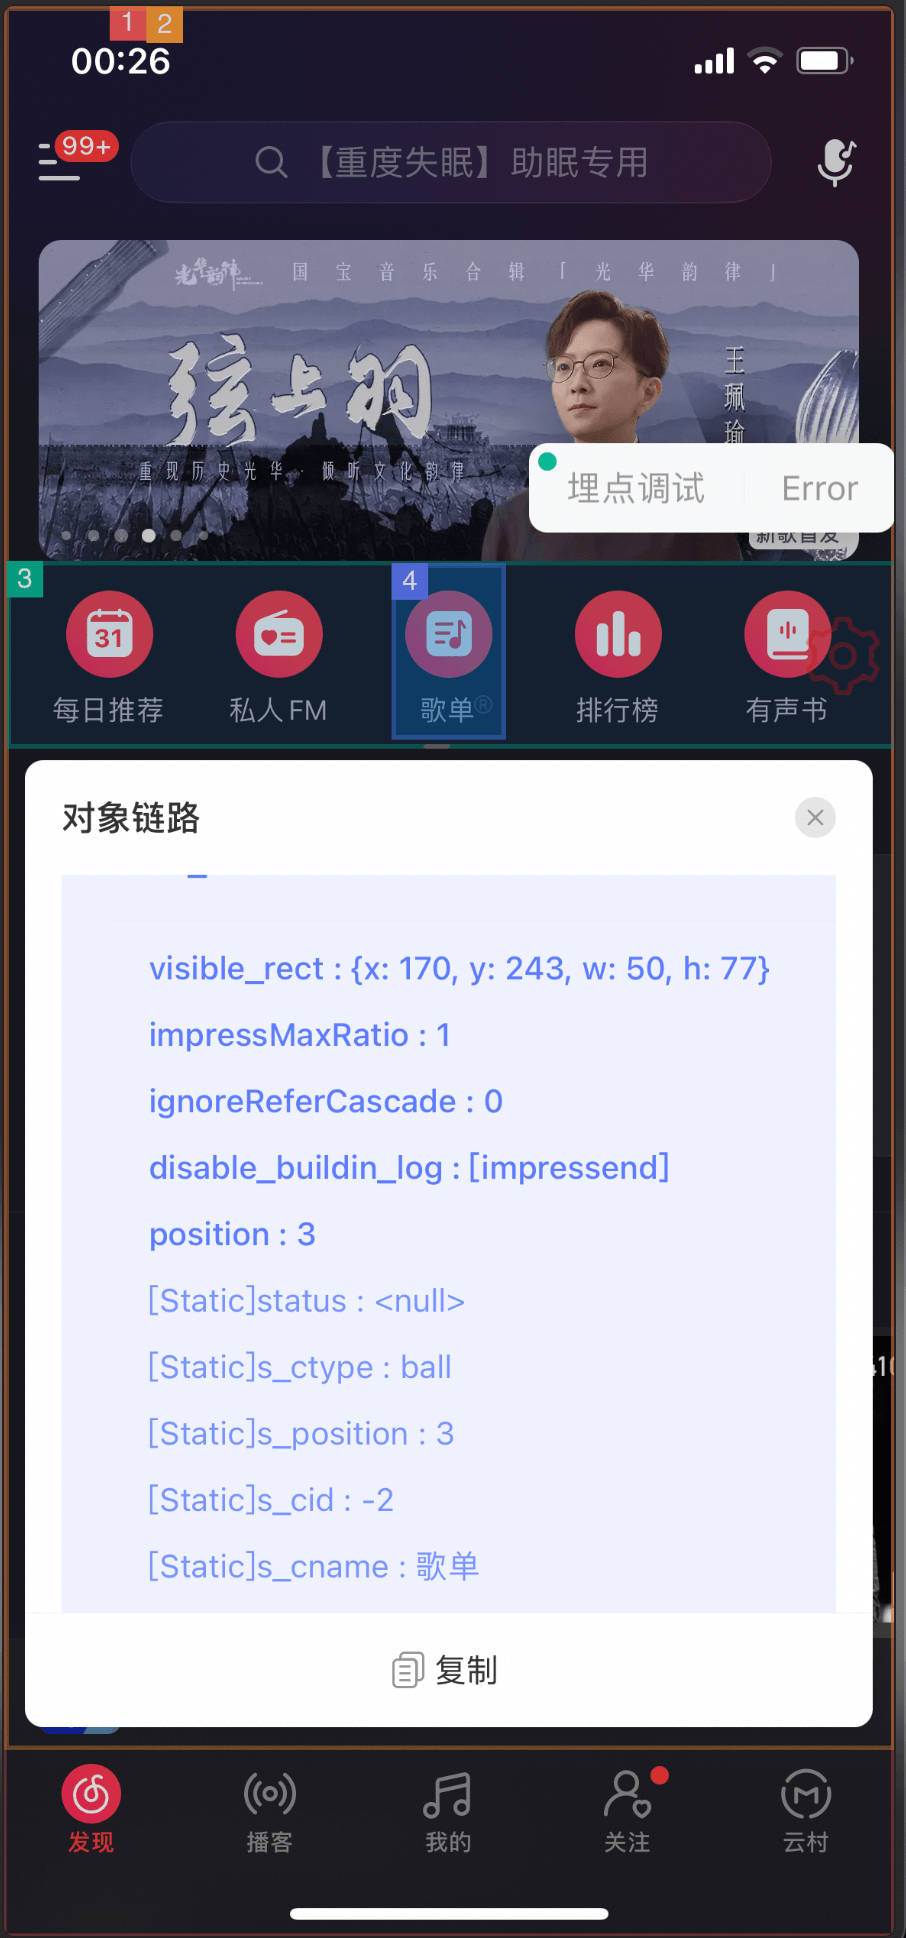 1 2
00:26
99+
【重度失眠】助眠专用
光华韵律 国宝音乐合辑「光华韵律」
弦上羽
王珮瑜
重现历史光华·倾听文化韵律
埋点调试 Error
新歌首发
3
4
31
每日推荐 私人FM 歌单® 排行榜 有声书
对象链路
visible_rect : {x: 170, y: 243, w: 50, h: 77}
impressMaxRatio : 1
ignoreReferCascade : 0
disable_buildin_log : [impressend]
position : 3
[Static]status : <null>
[Static]s_ctype : ball
[Static]s_position : 3
[Static]s_cid : -2
[Static]s_cname : 歌单
复制
发现 播客 我的 关注 云村